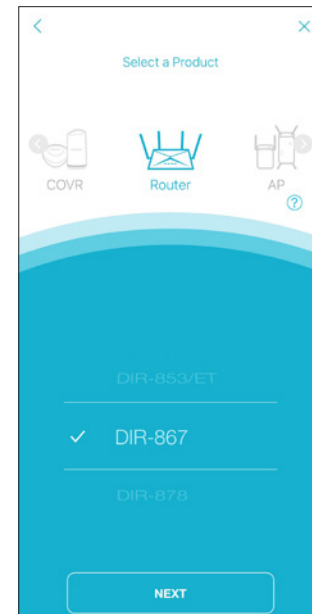 Select a Product
COVR
Router
AP
?
DIR-853/ET
DIR-867
DIR-878
NEXT